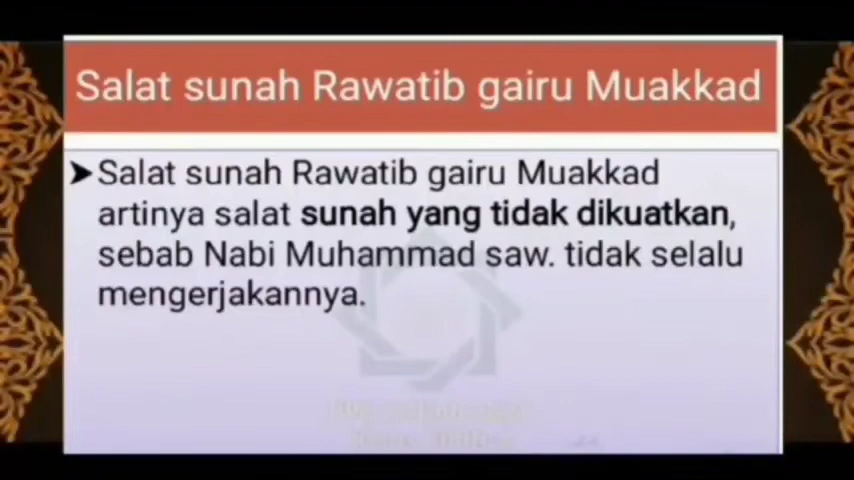 Salat sunah Rawatib gairu Muakkad
➤Salat sunah Rawatib gairu Muakkad
artinya salat sunah yang tidak dikuatkan,
sebab Nabi Muhammad saw. tidak selalu
mengerjakannya.